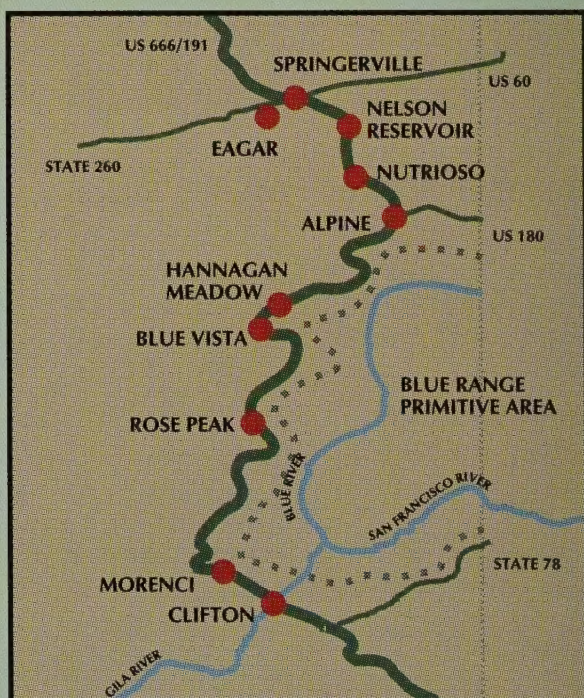 US 666/191
SPRINGERVILLE
US 60
NELSON
RESERVOIR
EAGAR
STATE 260
NUTRIOSO
ALPINE
US 180
HANNAGAN
MEADOW
BLUE VISTA
BLUE RANGE
PRIMITIVE AREA
ROSE PEAK
BLUE RIVER
SAN FRANCISCO RIVER
STATE 78
MORENCI
CLIFTON
GILA RIVER